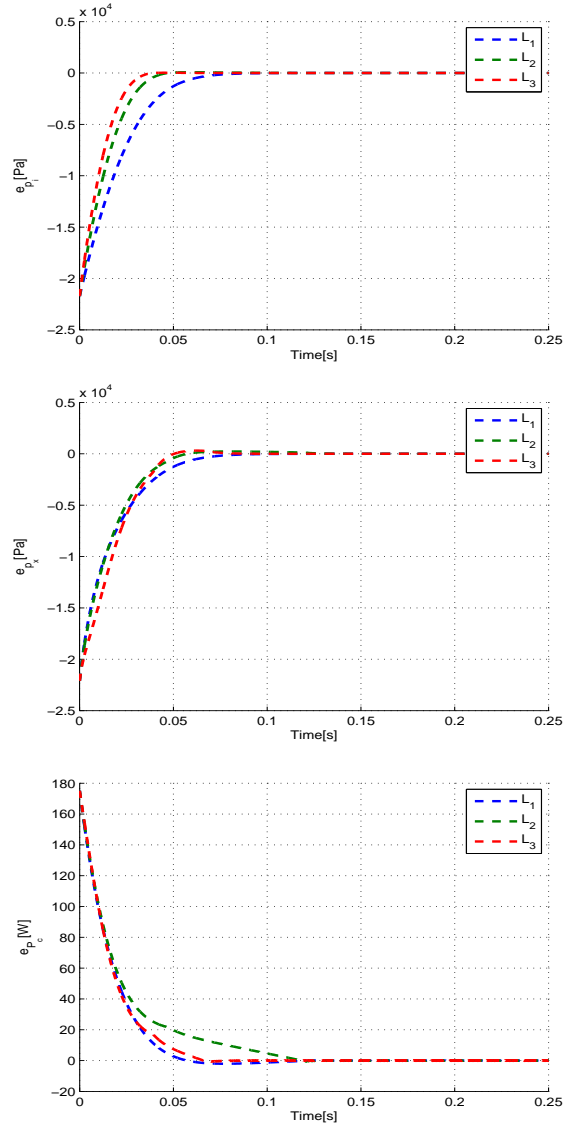 x 10^4
0.5
0
−0.5
−1
−1.5
−2
−2.5
e_{p_i} [Pa]
0 0.05 0.1 0.15 0.2 0.25
Time[s]
L_1
L_2
L_3
x 10^4
0.5
0
−0.5
−1
−1.5
−2
−2.5
e_{p_x} [Pa]
0 0.05 0.1 0.15 0.2 0.25
Time[s]
L_1
L_2
L_3
180
160
140
120
100
80
60
40
20
0
−20
e_{P_c} [W]
0 0.05 0.1 0.15 0.2 0.25
Time[s]
L_1
L_2
L_3